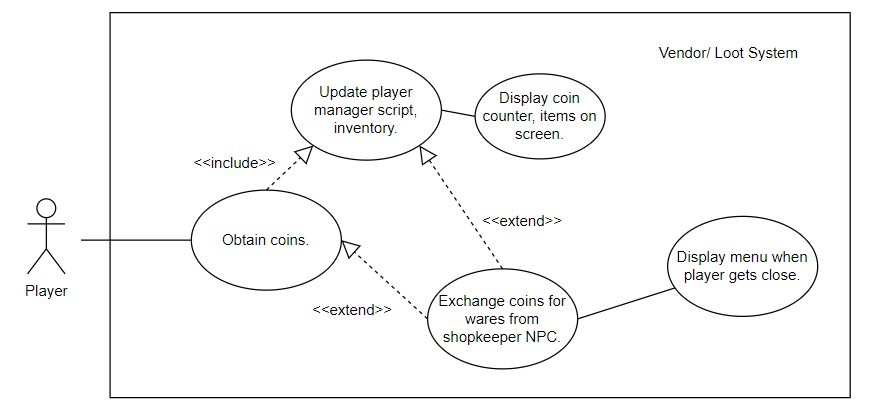 Vendor/ Loot System
Update player
manager script,
inventory.
Display coin
counter, items on
screen.
<<include>>
<<extend>>
Obtain coins.
Player
Display menu when
player gets close.
<<extend>>
Exchange coins for
wares from
shopkeeper NPC.